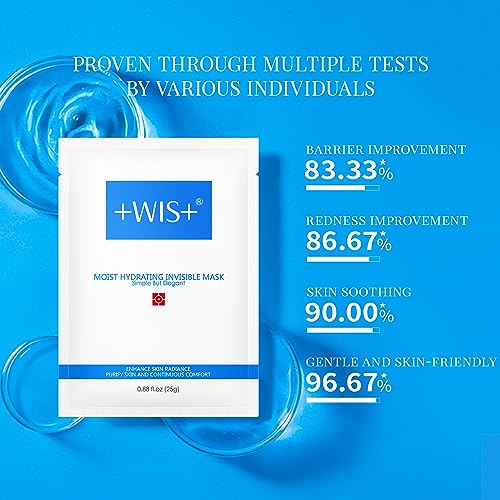 PROVEN THROUGH MULTIPLE TESTS
BY VARIOUS INDIVIDUALS
+WIS+®
MOIST HYDRATING INVISIBLE MASK
Simple But Elegant
ENHANCE SKIN RADIANCE
PURIFY SKIN AND CONTINUOUS COMFORT
0.88 fl.oz (25g)
BARRIER IMPROVEMENT
83.33*%
REDNESS IMPROVEMENT
86.67*%
SKIN SOOTHING
90.00*%
GENTLE AND SKIN-FRIENDLY
96.67*%